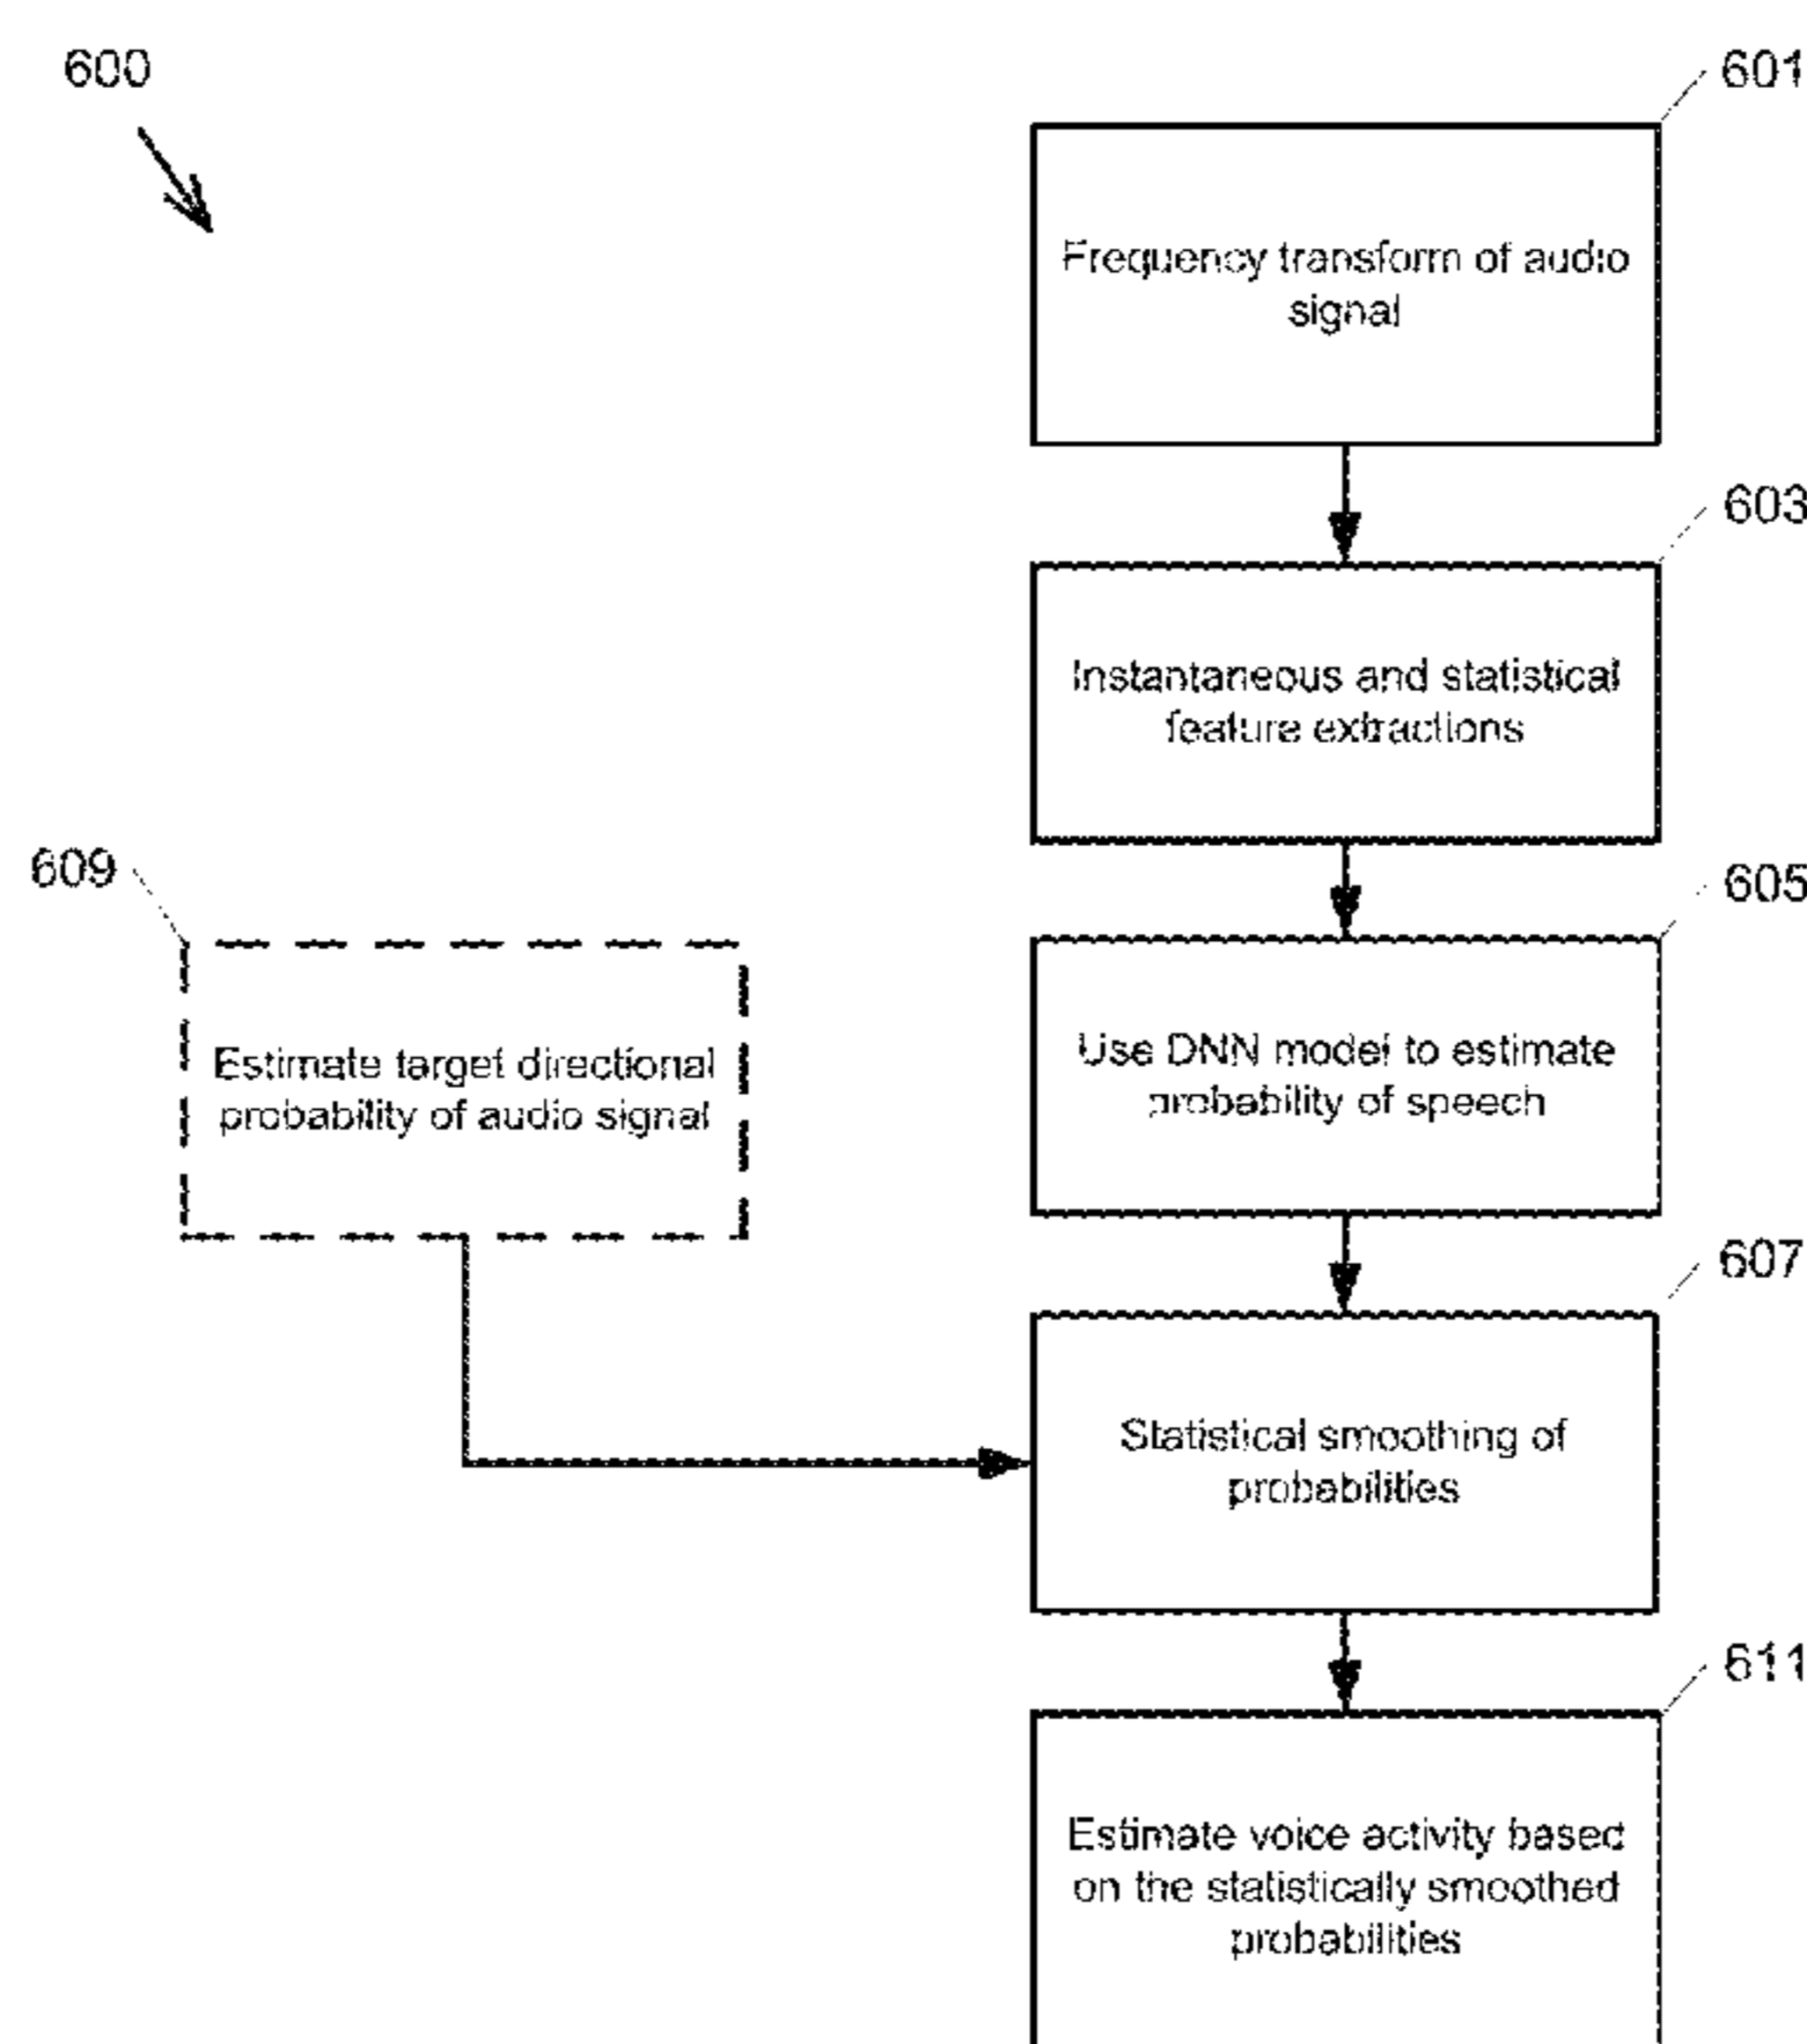 600
601
Frequency transform of audio
signal
603
Instantaneous and statistical
feature extractions
609
605
Estimate target directional
probability of audio signal
Use DNN model to estimate
probability of speech
607
Statistical smoothing of
probabilities
611
Estimate voice activity based
on the statistically smoothed
probabilities